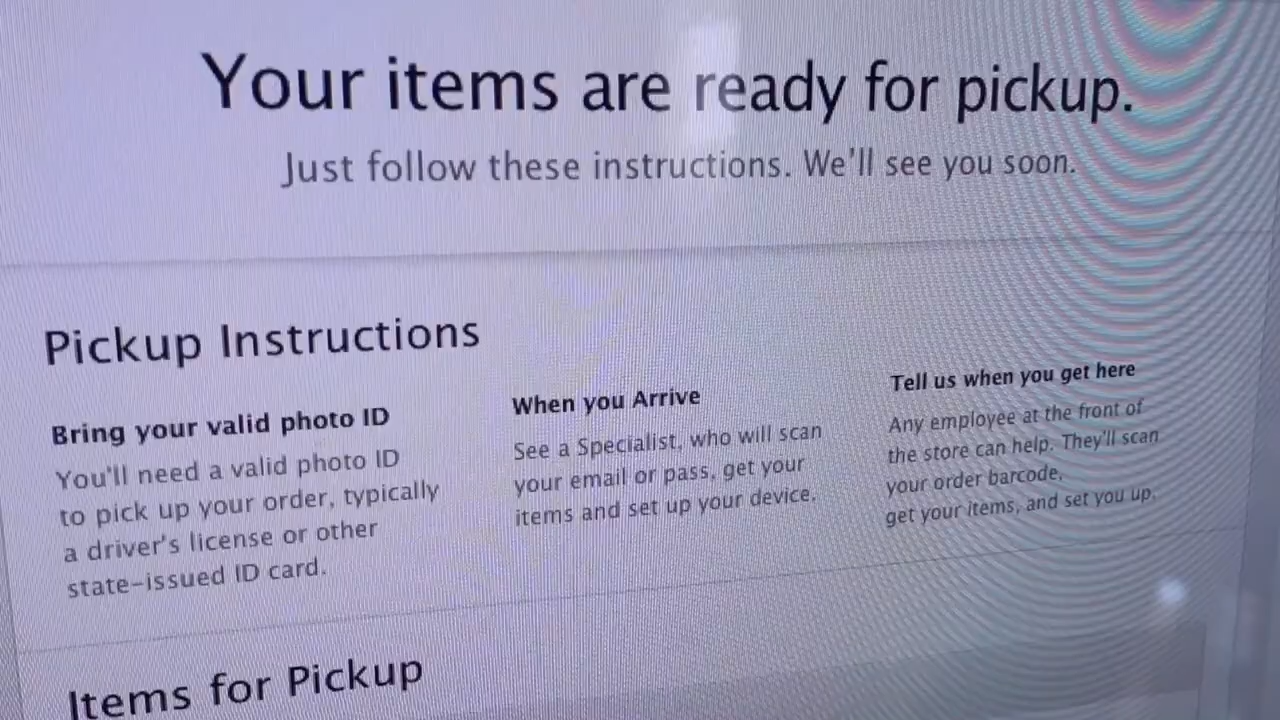 Your items are ready for pickup.
Just follow these instructions. We'll see you soon.
Pickup Instructions
Bring your valid photo ID
You'll need a valid photo ID
to pick up your order, typically
a driver's license or other
state-issued ID card.
When you Arrive
See a Specialist, who will scan
your email or pass, get your
items and set up your device.
Tell us when you get here
Any employee at the front of
the store can help. They'll scan
your order barcode,
get your items, and set you up.
Items for Pickup